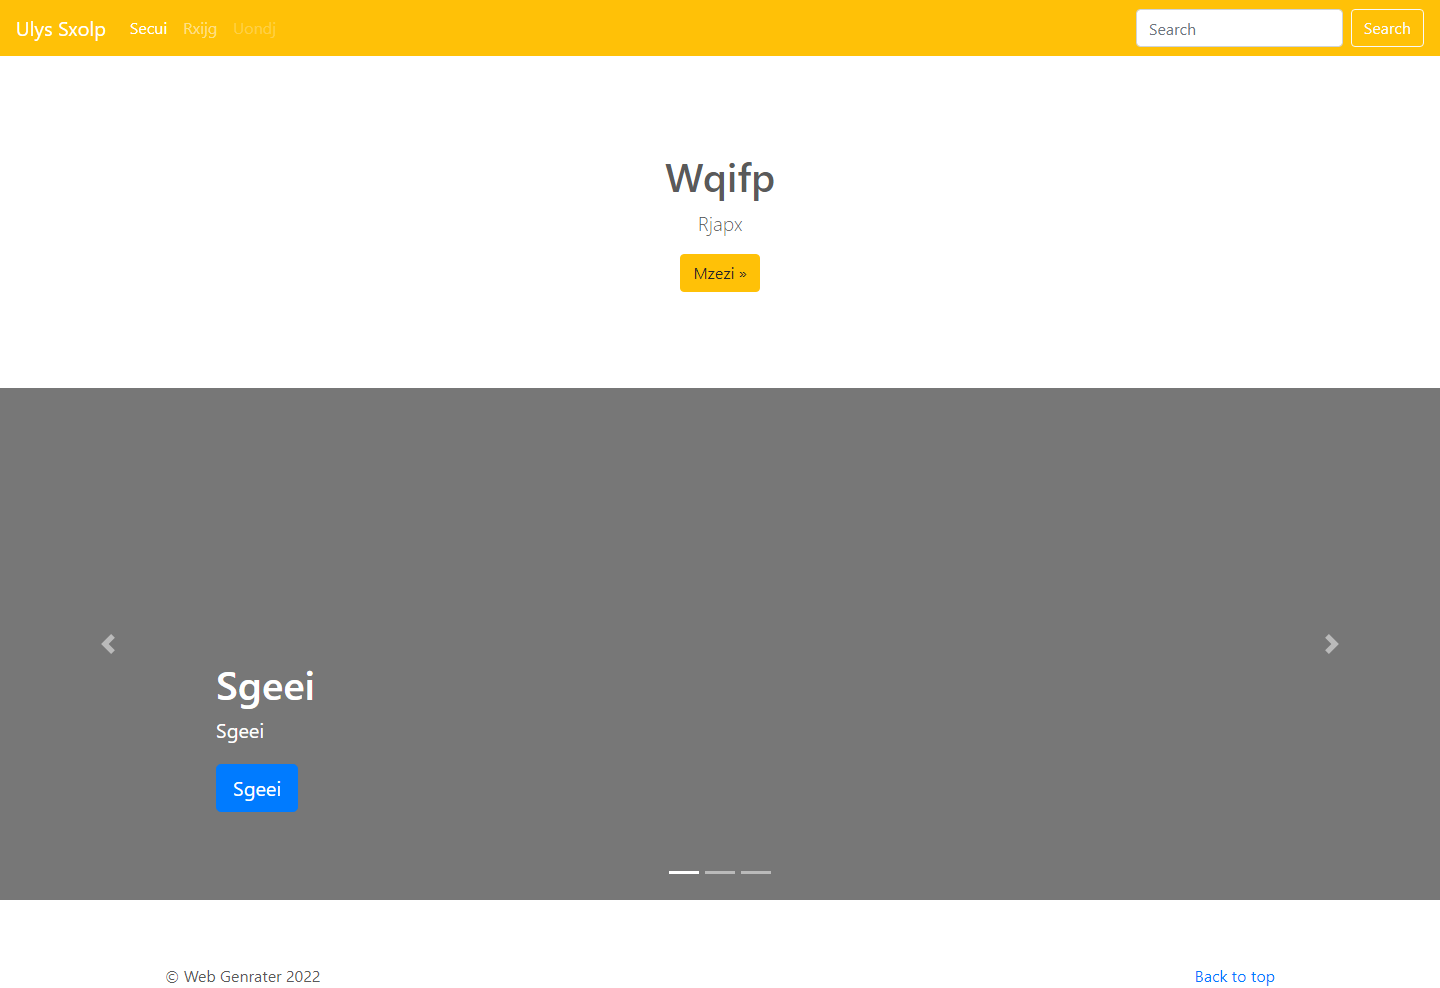 Ulys Sxolp Secui Rxijg Uondj Search Search
Wqifp
Rjapx
Mzezi »
Sgeei
Sgeei
Sgeei
© Web Genrater 2022 Back to top